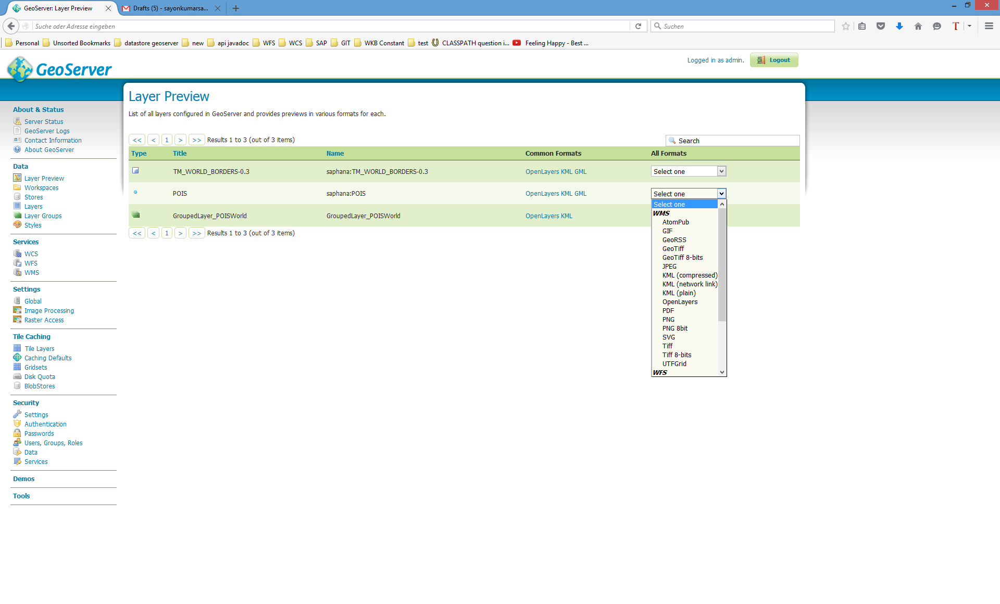 GeoServer: Layer Preview
Drafts (5) - sayonkumarsa...
Suche oder Adresse eingeben
Suchen
Personal Unsorted Bookmarks datastore geoserver new api javadoc WFS WCS SAP GIT WKB Constant test CLASSPATH question i... Feeling Happy - Best ...
GeoServer
Logged in as admin. Logout
About & Status
Server Status
GeoServer Logs
Contact Information
About GeoServer
Data
Layer Preview
Workspaces
Stores
Layers
Layer Groups
Styles
Services
WCS
WFS
WMS
Settings
Global
Image Processing
Raster Access
Tile Caching
Tile Layers
Caching Defaults
Gridsets
Disk Quota
BlobStores
Security
Settings
Authentication
Passwords
Users, Groups, Roles
Data
Services
Demos
Tools
Layer Preview
List of all layers configured in GeoServer and provides previews in various formats for each.
<< < 1 > >> Results 1 to 3 (out of 3 items)
Search
Type Title Name Common Formats All Formats
TM_WORLD_BORDERS-0.3 saphana:TM_WORLD_BORDERS-0.3 OpenLayers KML GML Select one
POIS saphana:POIS OpenLayers KML GML Select one
GroupedLayer_POISWorld GroupedLayer_POISWorld OpenLayers KML
<< < 1 > >> Results 1 to 3 (out of 3 items)
Select one
WMS
AtomPub
GIF
GeoRSS
GeoTiff
GeoTiff 8-bits
JPEG
KML (compressed)
KML (network link)
KML (plain)
OpenLayers
PDF
PNG
PNG 8bit
SVG
Tiff
Tiff 8-bits
UTFGrid
WFS